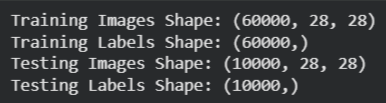 Training Images Shape: (60000, 28, 28)
Training Labels Shape: (60000,)
Testing Images Shape: (10000, 28, 28)
Testing Labels Shape: (10000,)